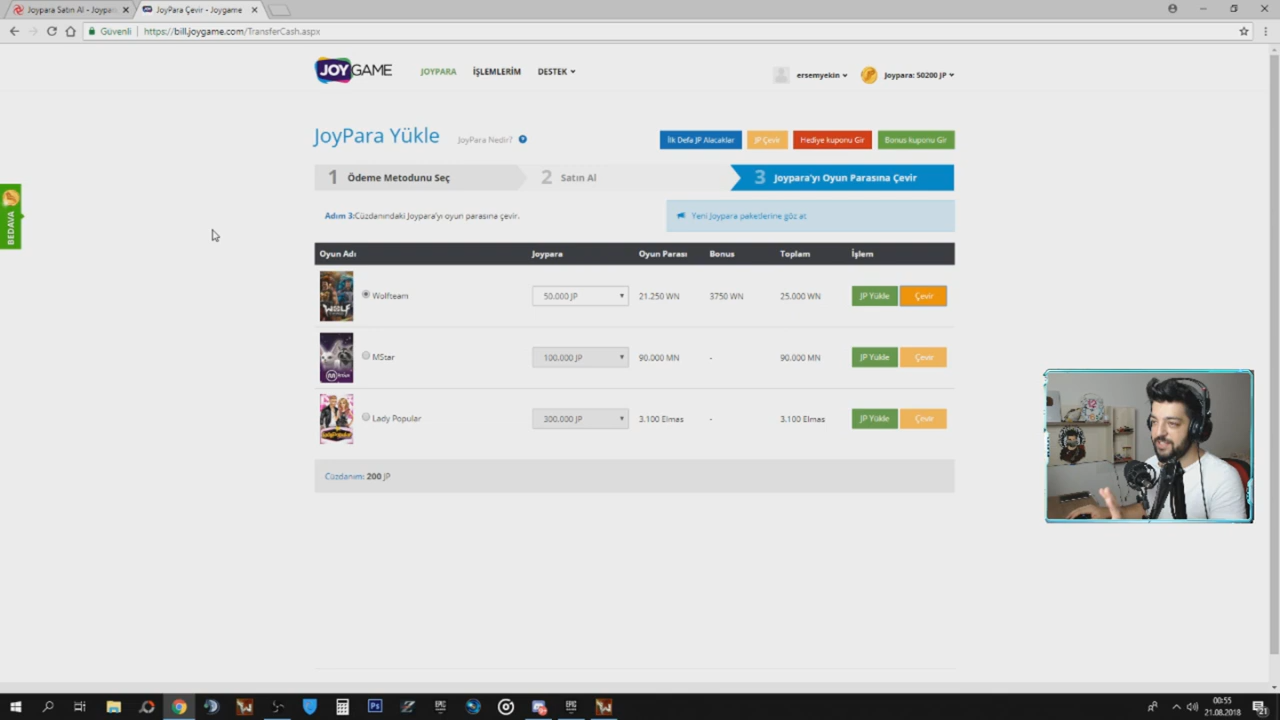 Joypara Satın Al - Joypar
JoyPara Çevir - Joygame
Güvenli
https://bill.joygame.com/TransferCash.aspx
JOYGAME
JOYPARA
İŞLEMLERİM
DESTEK
ersemyekin
Joypara: 50200 JP
JoyPara Yükle
JoyPara Nedir?
İlk Defa JP Alacaklar
JP Çevir
Hediye kuponu Gir
Bonus kuponu Gir
1 Ödeme Metodunu Seç
2 Satın Al
3 Joypara'yı Oyun Parasına Çevir
BEDAVA
Adım 3:Cüzdanındaki Joypara'yı oyun parasına çevir.
Yeni Joypara paketlerine göz at
Oyun Adı Joypara Oyun Parası Bonus Toplam İşlem
Wolfteam 50.000 JP 21.250 WN 3750 WN 25.000 WN JP Yükle Çevir
MStar 100.000 JP 90.000 MN - 90.000 MN JP Yükle Çevir
Lady Popular 300.000 JP 3.100 Elmas - 3.100 Elmas JP Yükle Çevir
Cüzdanım: 200 JP
00:55
21.08.2018
21